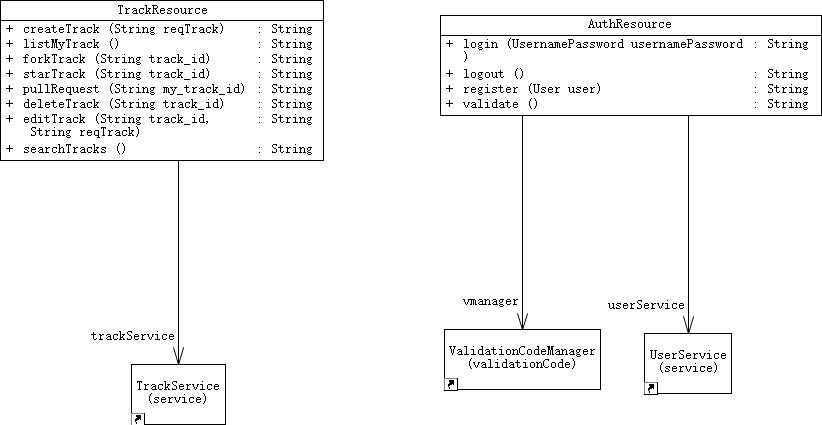 TrackResource
+ createTrack (String reqTrack) : String
+ listMyTrack () : String
+ forkTrack (String track_id) : String
+ starTrack (String track_id) : String
+ pullRequest (String my_track_id) : String
+ deleteTrack (String track_id) : String
+ editTrack (String track_id, : String
String reqTrack)
+ searchTracks () : String
AuthResource
+ login (UsernamePassword usernamePassword : String
)
+ logout () : String
+ register (User user) : String
+ validate () : String
trackService
vmanager
userService
TrackService
(service)
ValidationCodeManager
(validationCode)
UserService
(service)